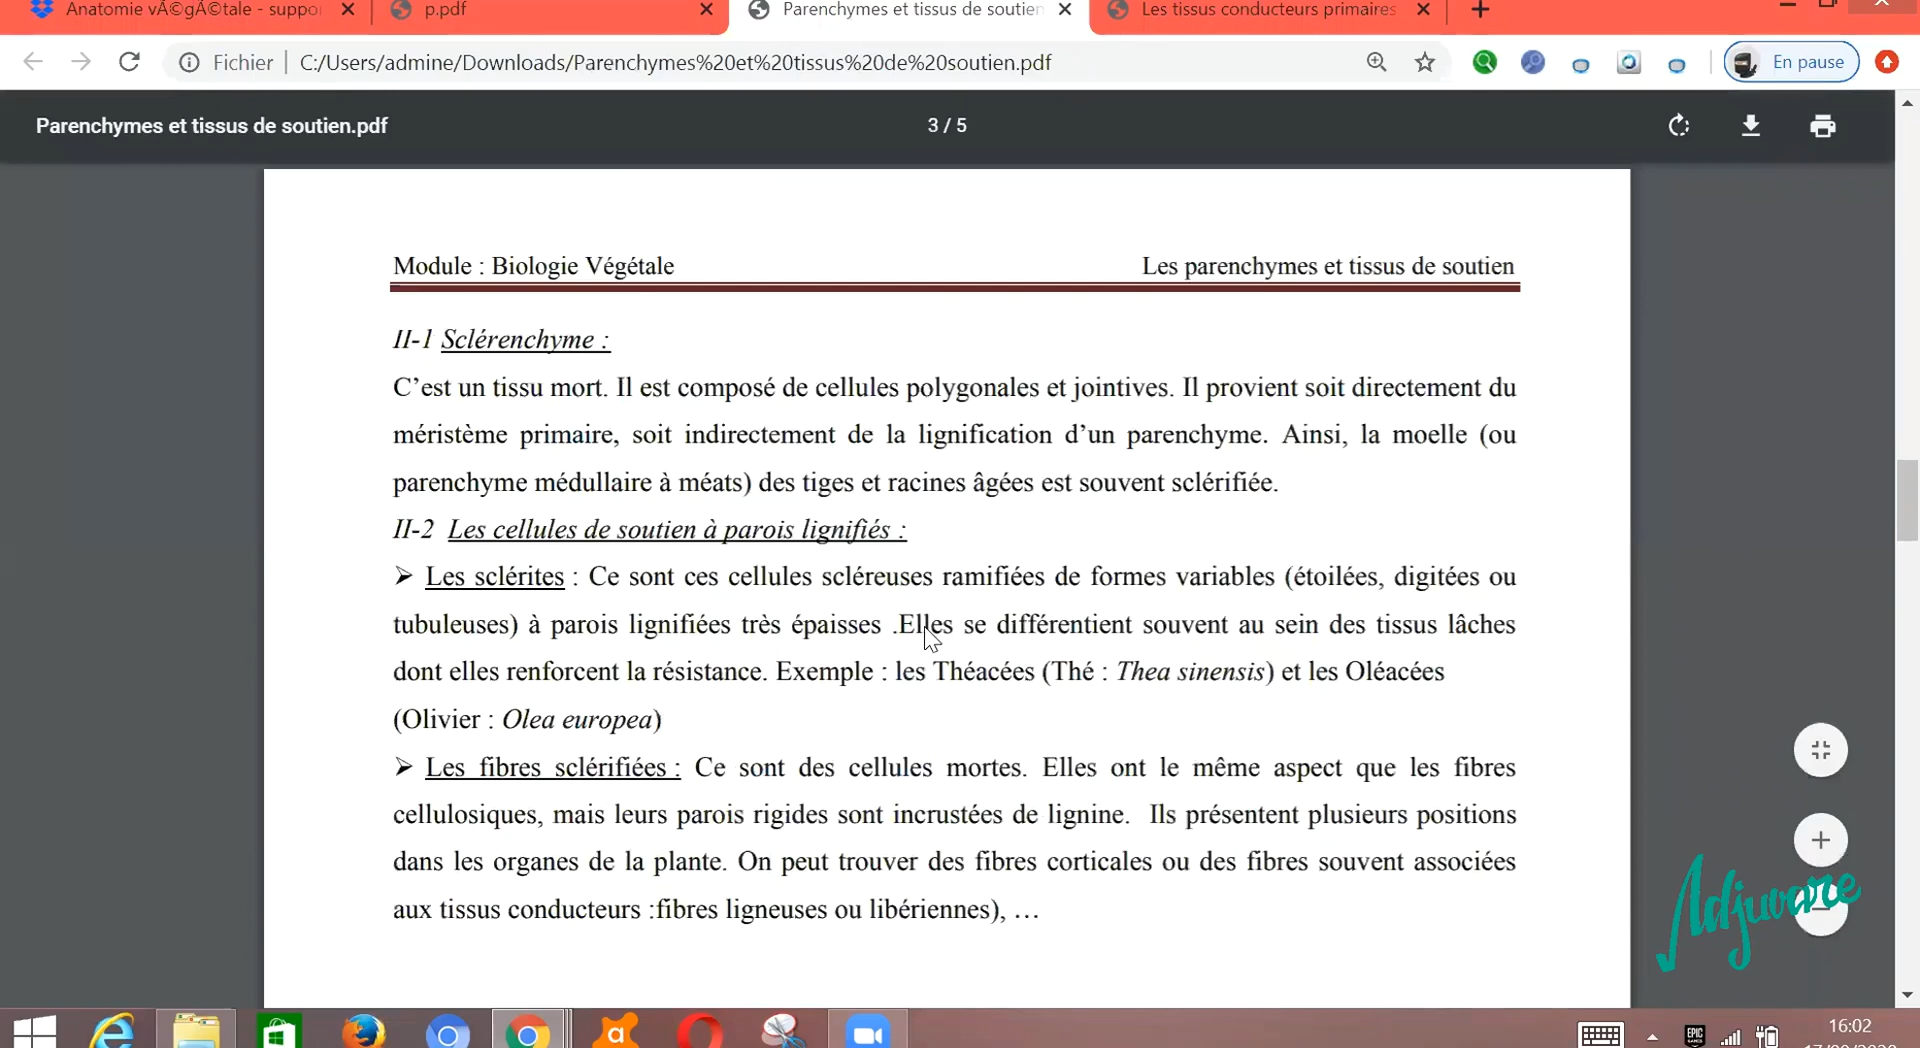 Anatomie vÃ©gÃ©tale - suppo
p.pdf
Parenchymes et tissus de soutien
Les tissus conducteurs primaires
Fichier
C:/Users/admine/Downloads/Parenchymes%20et%20tissus%20de%20soutien.pdf
En pause
Parenchymes et tissus de soutien.pdf
3 / 5
Module : Biologie Végétale
Les parenchymes et tissus de soutien
II-1 Sclérenchyme :
C’est un tissu mort. Il est composé de cellules polygonales et jointives. Il provient soit directement du
méristème primaire, soit indirectement de la lignification d’un parenchyme. Ainsi, la moelle (ou
parenchyme médullaire à méats) des tiges et racines âgées est souvent sclérifiée.
II-2 Les cellules de soutien à parois lignifiés :
➢ Les sclérites : Ce sont ces cellules scléreuses ramifiées de formes variables (étoilées, digitées ou
tubuleuses) à parois lignifiées très épaisses .Elles se différentient souvent au sein des tissus lâches
dont elles renforcent la résistance. Exemple : les Théacées (Thé : Thea sinensis) et les Oléacées
(Olivier : Olea europea)
➢ Les fibres sclérifiées : Ce sont des cellules mortes. Elles ont le même aspect que les fibres
cellulosiques, mais leurs parois rigides sont incrustées de lignine. Ils présentent plusieurs positions
dans les organes de la plante. On peut trouver des fibres corticales ou des fibres souvent associées
aux tissus conducteurs :fibres ligneuses ou libériennes), …
Adjuvare
EPIC
16:02